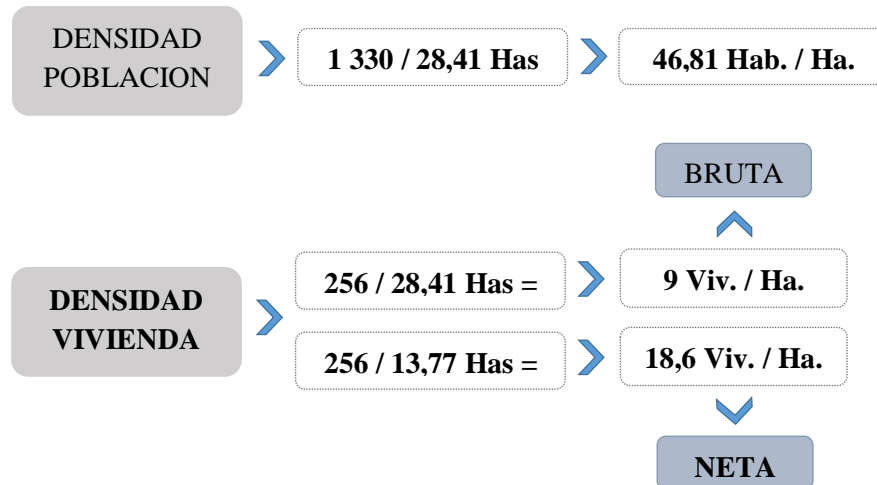 DENSIDAD
POBLACION
1 330 / 28,41 Has
46,81 Hab. / Ha.
BRUTA
DENSIDAD
VIVIENDA
256 / 28,41 Has =
9 Viv. / Ha.
256 / 13,77 Has =
18,6 Viv. / Ha.
NETA